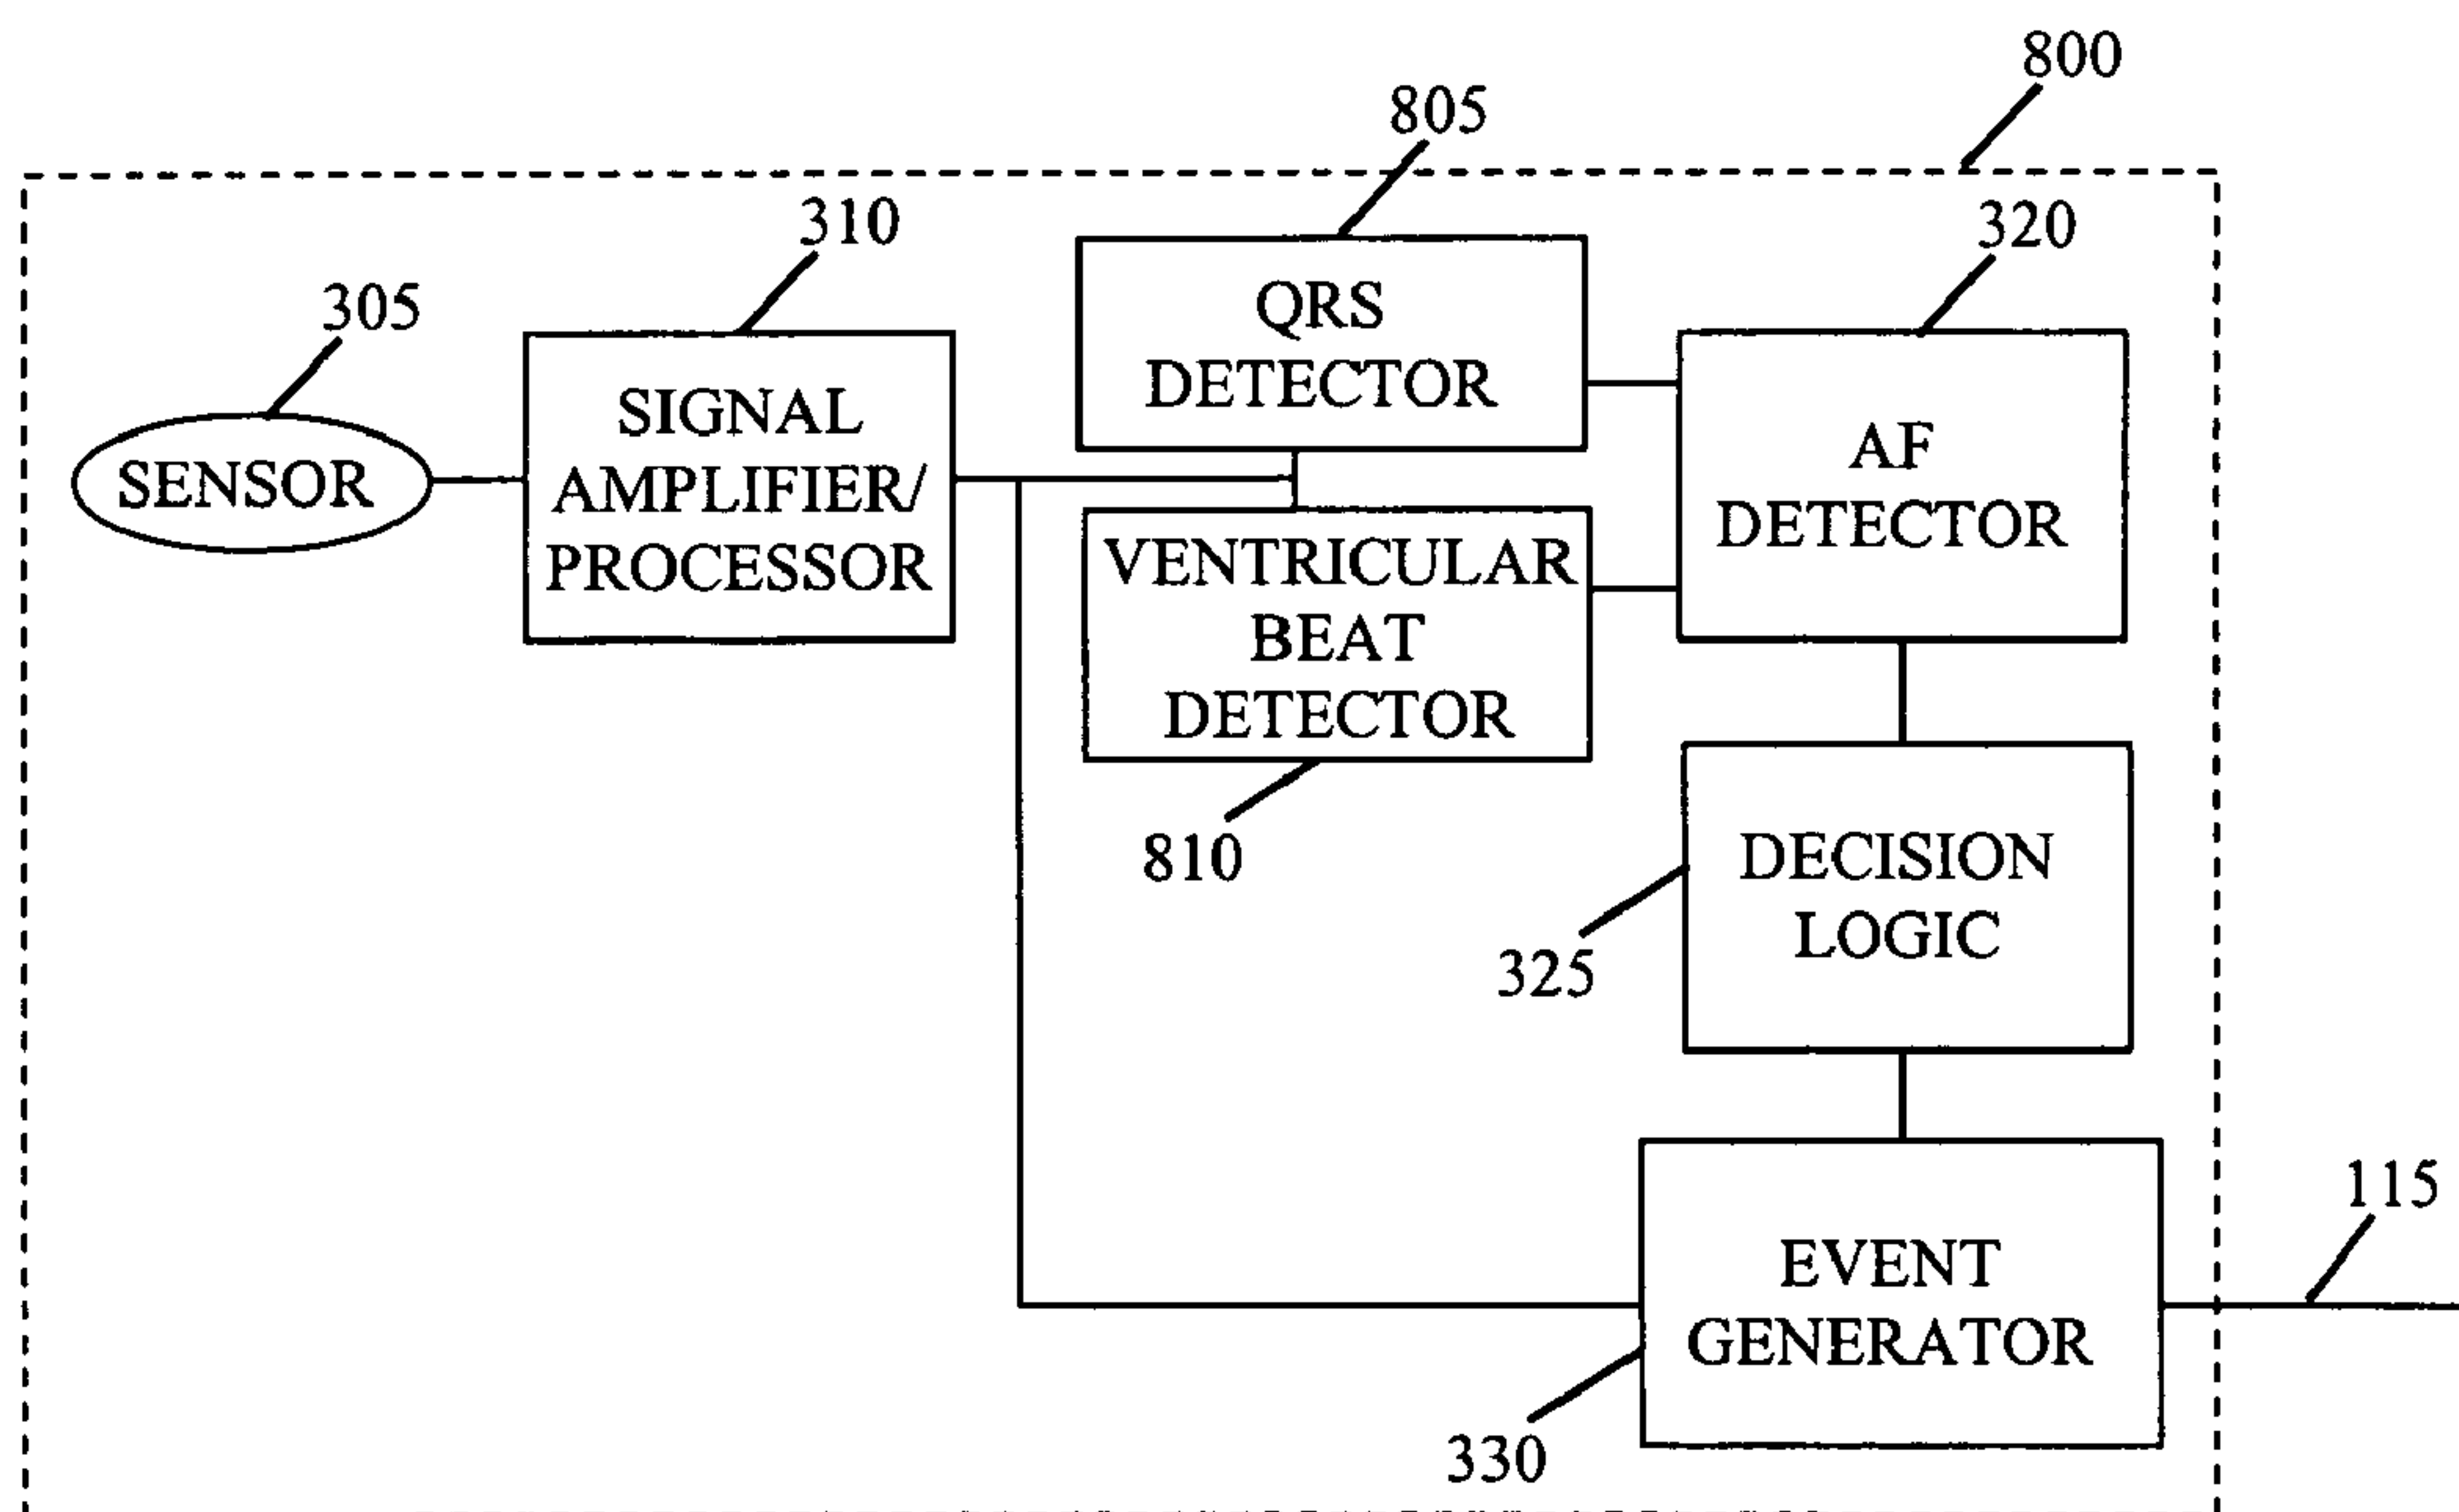 800
805
310
320
305
QRS
DETECTOR
SIGNAL
AMPLIFIER/
PROCESSOR
AF
DETECTOR
SENSOR
VENTRICULAR
BEAT
DETECTOR
810
DECISION
LOGIC
325
115
EVENT
GENERATOR
330